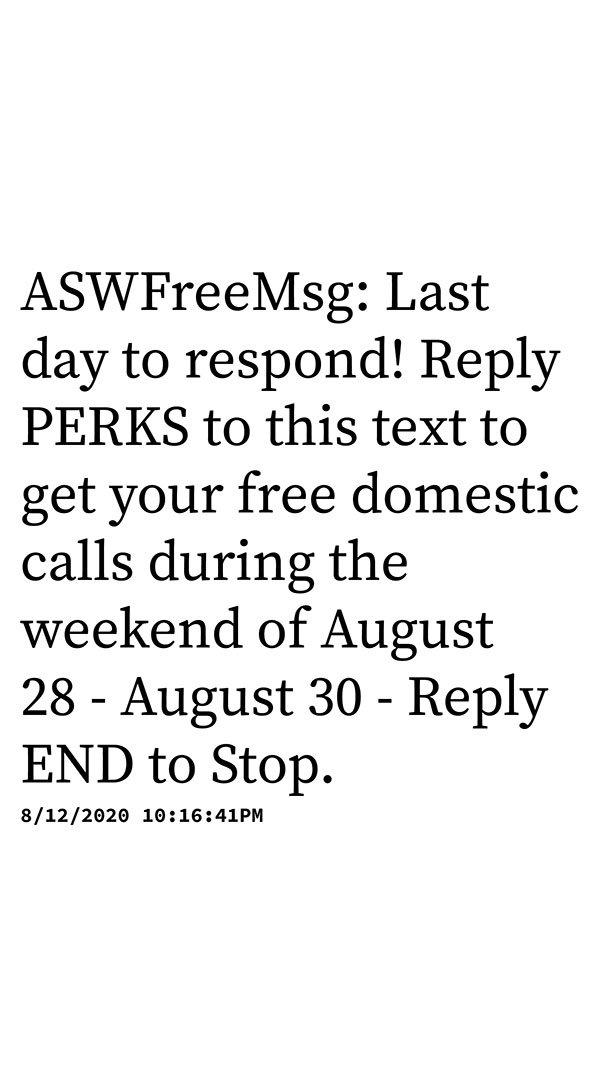 ASWFreeMsg: Last
day to respond! Reply
PERKS to this text to
get your free domestic
calls during the
weekend of August
28 - August 30 - Reply
END to Stop.
8/12/2020 10:16:41PM